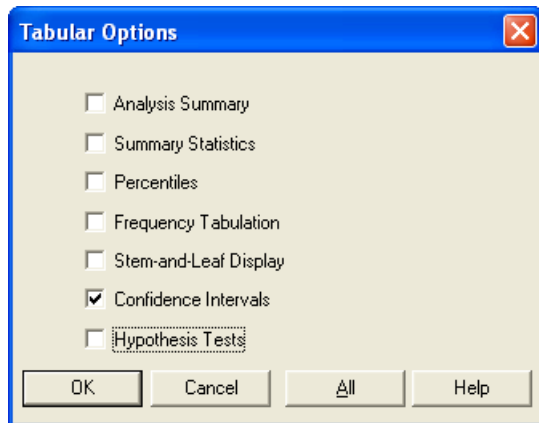 Tabular Options
Analysis Summary
Summary Statistics
Percentiles
Frequency Tabulation
Stem-and-Leaf Display
Confidence Intervals
Hypothesis Tests
OK Cancel All Help